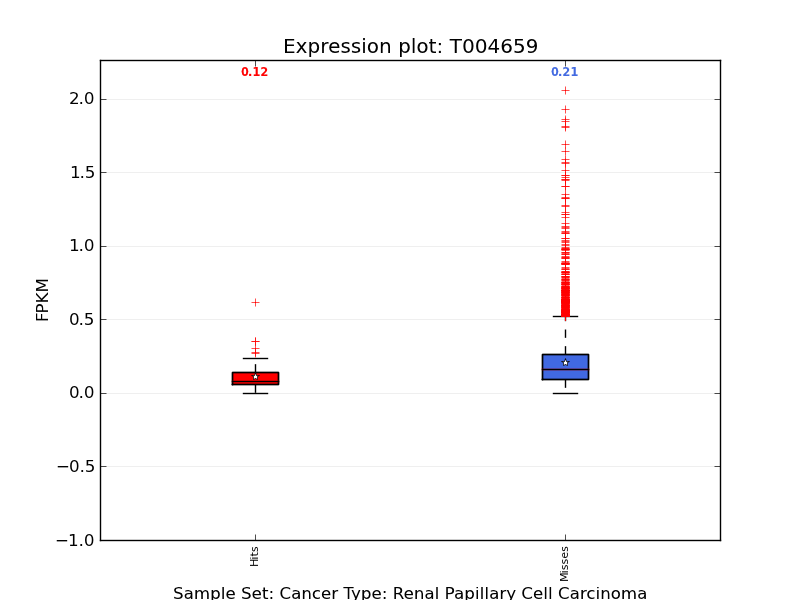 Expression plot: T004659
0.12
0.21
2.0
1.5
1.0
0.5
0.0
−0.5
−1.0
FPKM
Hits
Misses
Sample Set: Cancer Type: Renal Papillary Cell Carcinoma